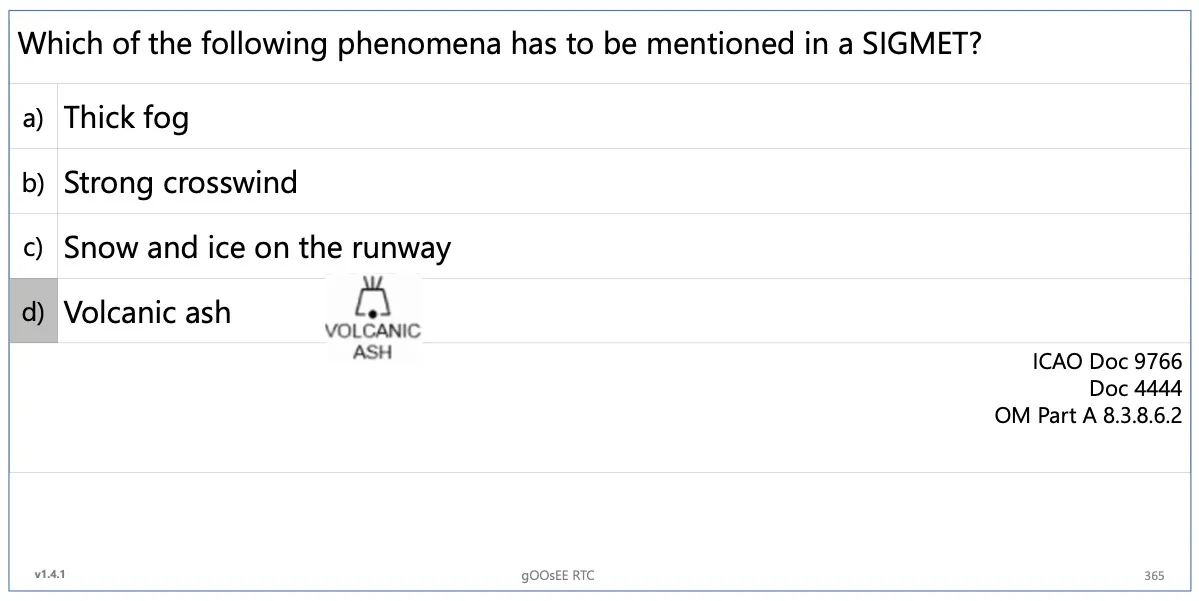 Which of the following phenomena has to be mentioned in a SIGMET?
a) Thick fog
b) Strong crosswind
c) Snow and ice on the runway
d) Volcanic ash
VOLCANIC
ASH
ICAO Doc 9766
Doc 4444
OM Part A 8.3.8.6.2
v1.4.1 gOOsEE RTC 365